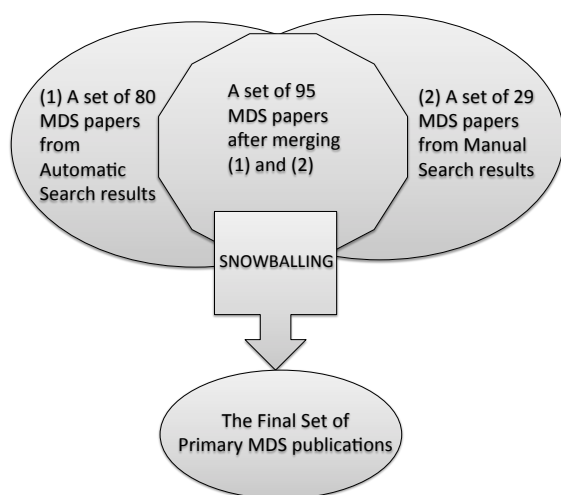 (1) A set of 80
MDS papers
from
Automatic
Search results
A set of 95
MDS papers
after merging
(1) and (2)
(2) A set of 29
MDS papers
from Manual
Search results
SNOWBALLING
The Final Set of
Primary MDS publications